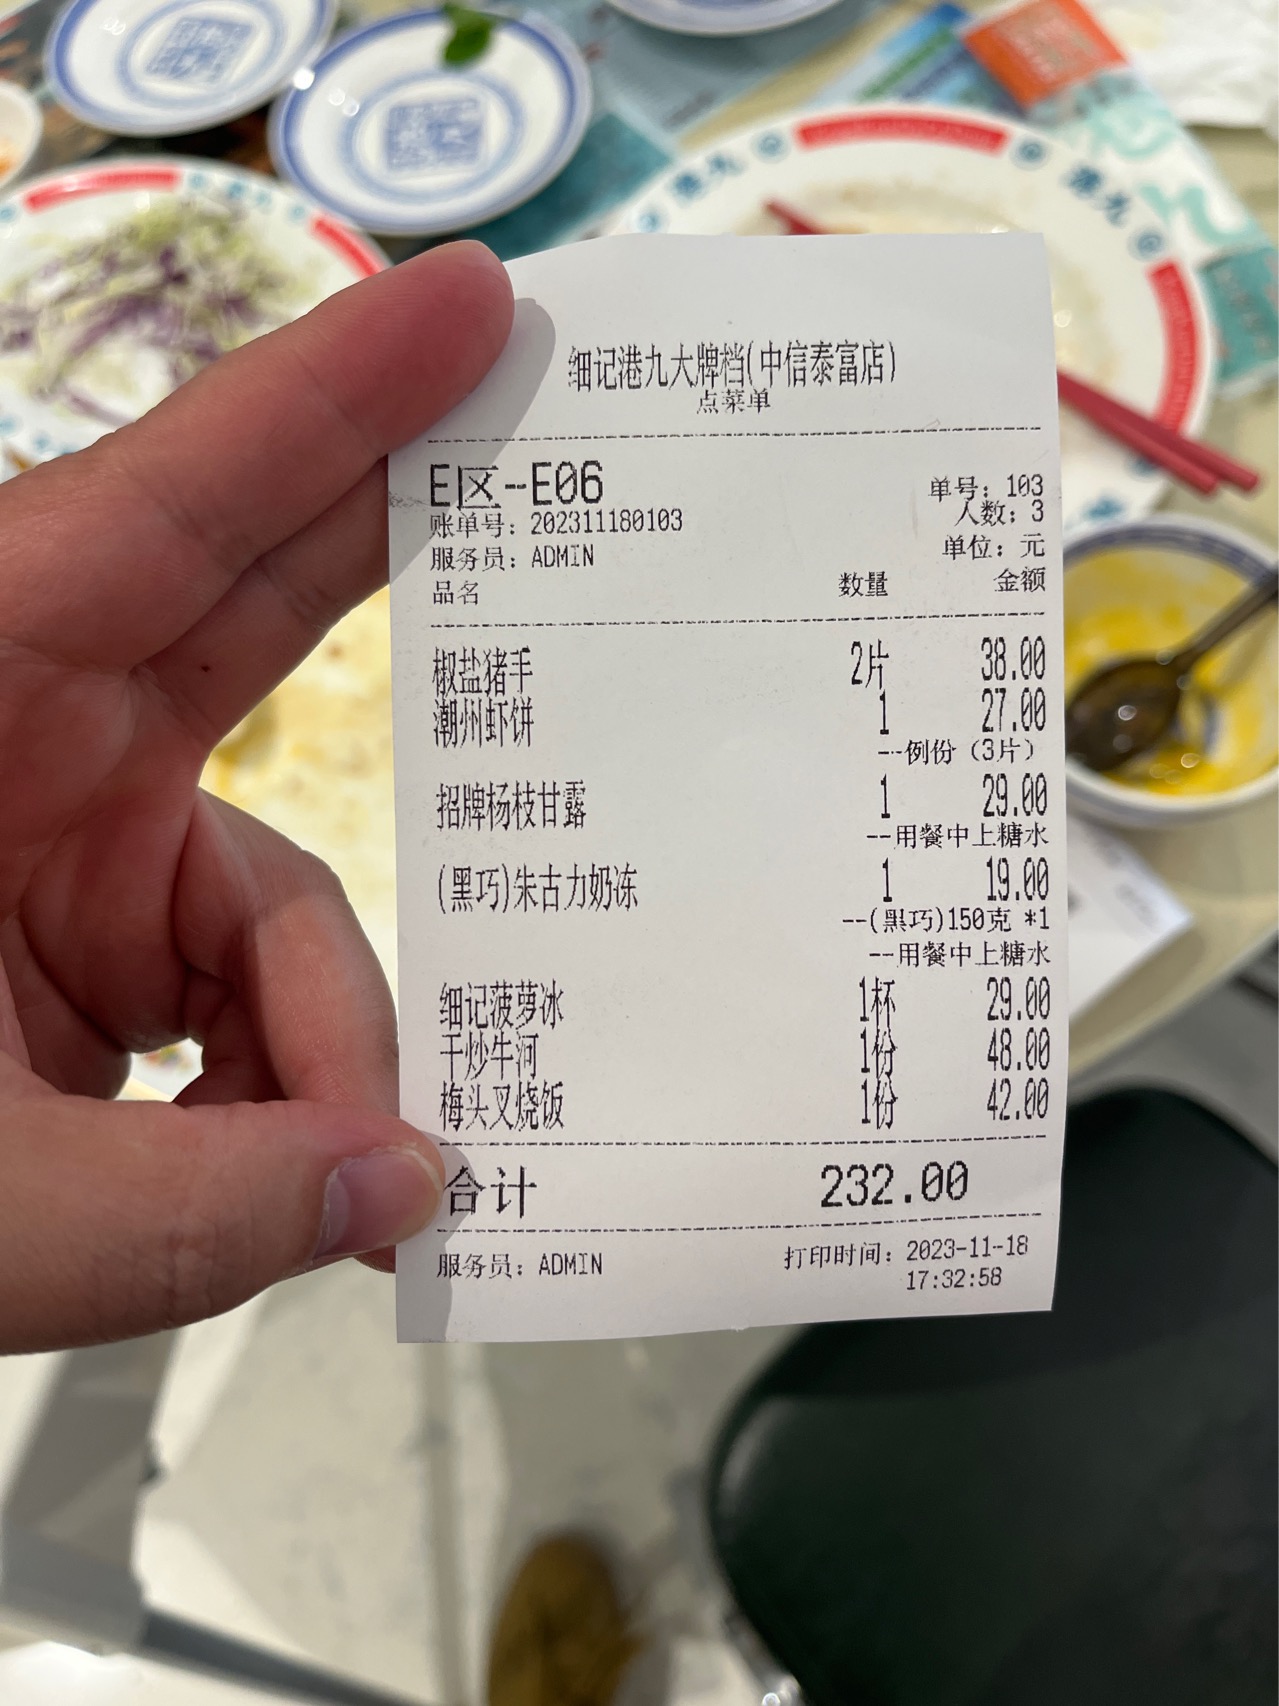 细记港九大牌档(中信泰富店)
点菜单
E区--E06
单号：103
账单号：202311180103
人数：3
服务员：ADMIN
单位：元
品名 数量 金额
椒盐猪手 2片 38.00
潮州虾饼 1 27.00
--例份（3片）
招牌杨枝甘露 1 29.00
--用餐中上糖水
(黑巧)朱古力奶冻 1 19.00
--(黑巧)150克 *1
--用餐中上糖水
细记菠萝冰 1杯 29.00
干炒牛河 1份 48.00
梅头叉烧饭 1份 42.00
合计 232.00
服务员：ADMIN 打印时间：2023-11-18
17:32:58
港九
港九